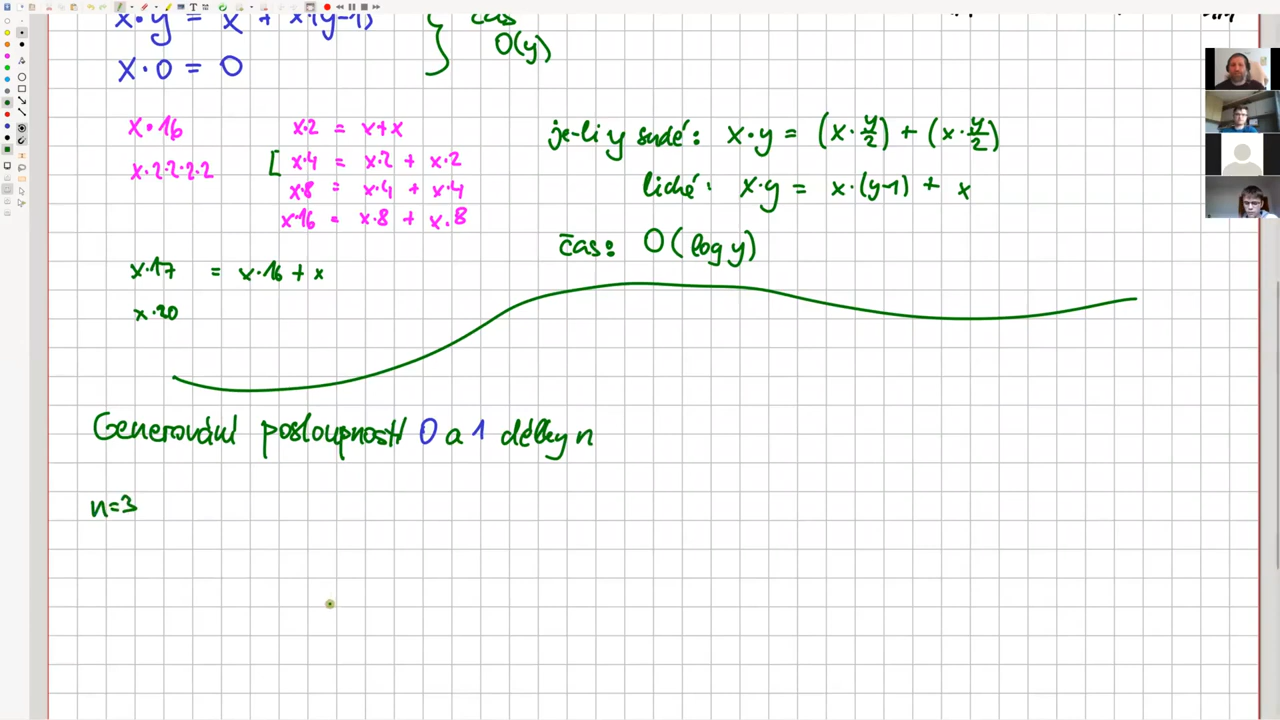 x·y = x + x·(y-1)
čas
O(y)
x·0 = 0
x·16
x·2·2·2·2
x·2 = x+x
x·4 = x·2 + x·2
x·8 = x·4 + x·4
x·16 = x·8 + x·8
je-li y sudé: x·y = (x·y/2) + (x·y/2)
liché: x·y = x·(y-1) + x
čas: O(log y)
x·17 = x·16 + x
x·20
Generování posloupností 0 a 1 délky n
n=3